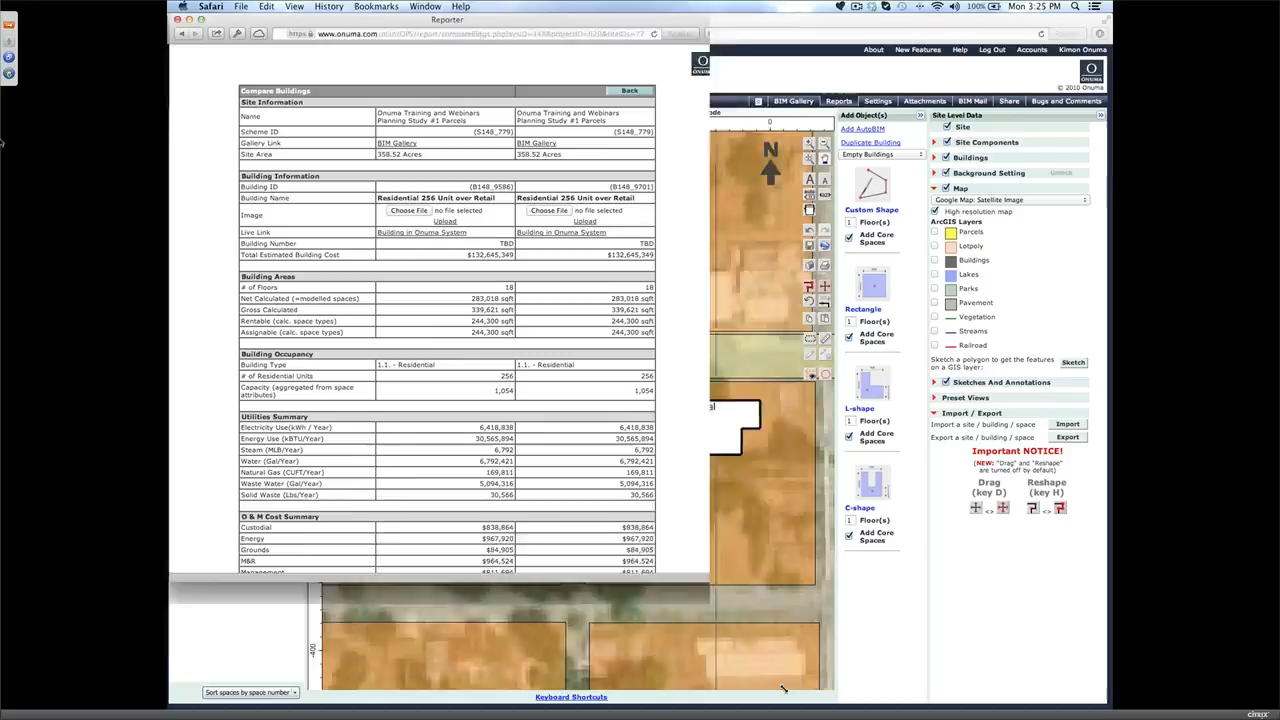 Safari File Edit View History Bookmarks Window Help 100% Mon 3:25 PM
Reporter
https www.onuma.com
About New Features Help Log Out Accounts Kimon Onuma
ONUMA
ONUMA
© 2010 Onuma
BIM Gallery Reports Settings Attachments BIM Mail Share Bugs and Comments
Compare Buildings Back
Site Information
Name Onuma Training and Webinars Planning Study #1 Parcels Onuma Training and Webinars Planning Study #1 Parcels
Scheme ID (S148_779) (S148_779)
Gallery Link BIM Gallery BIM Gallery
Site Area 358.52 Acres 358.52 Acres
Building Information
Building ID (B148_9586) (B148_9701)
Building Name Residential 256 Unit over Retail Residential 256 Unit over Retail
Image Choose File no file selected Upload Choose File no file selected Upload
Live Link Building in Onuma System Building in Onuma System
Building Number TBD TBD
Total Estimated Building Cost $132,645,349 $132,645,349
Building Areas
# of Floors 18 18
Net Calculated (=modelled spaces) 283,018 sqft 283,018 sqft
Gross Calculated 339,621 sqft 339,621 sqft
Rentable (calc. space types) 244,300 sqft 244,300 sqft
Assignable (calc. space types) 244,300 sqft 244,300 sqft
Building Occupancy
Building Type 1.1. - Residential 1.1. - Residential
# of Residential Units 256 256
Capacity (aggregated from space attributes) 1,054 1,054
Utilities Summary
Electricity Use(kWh / Year) 6,418,838 6,418,838
Energy Use (kBTU/Year) 30,565,894 30,565,894
Steam (MLB/Year) 6,792 6,792
Water (Gal/Year) 6,792,421 6,792,421
Natural Gas (CUFT/Year) 169,811 169,811
Waste Water (Gal/Year) 5,094,316 5,094,316
Solid Waste (Lbs/Year) 30,566 30,566
O & M Cost Summary
Custodial $838,864 $838,864
Energy $967,920 $967,920
Grounds $84,905 $84,905
M&R $964,524 $964,524
Management $811,694 $811,694
0
N
al
-400
Add Object(s)
Add AutoBIM
Duplicate Building
Empty Buildings
Custom Shape
1 Floor(s)
Add Core Spaces
Rectangle
1 Floor(s)
Add Core Spaces
L-shape
1 Floor(s)
Add Core Spaces
C-shape
1 Floor(s)
Add Core Spaces
Site Level Data
Site
Site Components
Buildings
Background Setting Unlock
Map
Google Map: Satellite Image
High resolution map
ArcGIS Layers
Parcels
Lotpoly
Buildings
Lakes
Parks
Pavement
Vegetation
Streams
Railroad
Sketch a polygon to get the features on a GIS layer: Sketch
Sketches And Annotations
Preset Views
Import / Export
Import a site / building / space Import
Export a site / building / space Export
Important NOTICE!
(NEW: "Drag" and "Reshape" are turned off by default)
Drag (key D) Reshape (key H)
<> <>
Sort spaces by space number
Keyboard Shortcuts
CITRIX